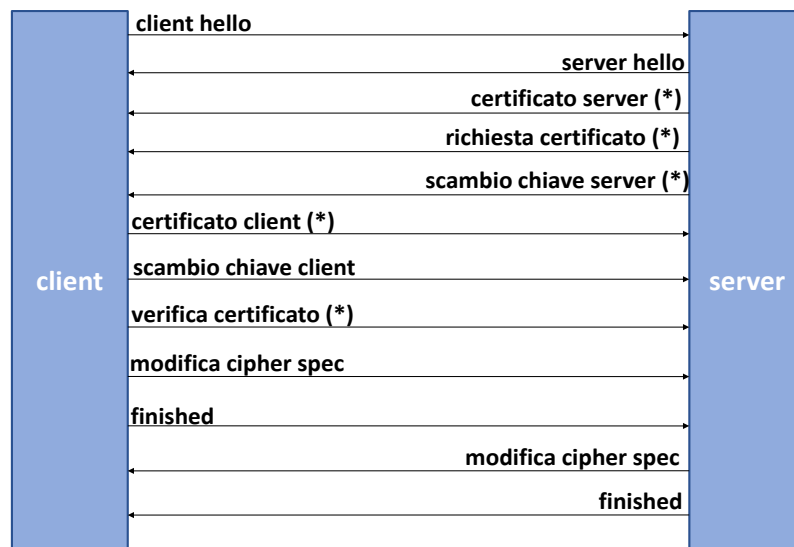 client hello
server hello
certificato server (*)
richiesta certificato (*)
scambio chiave server (*)
certificato client (*)
client
scambio chiave client
server
verifica certificato (*)
modifica cipher spec
finished
modifica cipher spec
finished